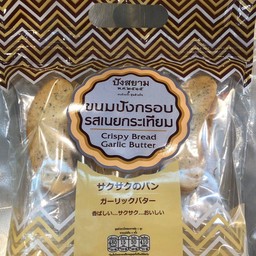 ปังสยาม
ขนมปังกรอบ
รสเนยกระเทียม
Crispy Bread
Garlic Butter
サクサクのパン
ガーリックバター
香ばしい...サクサク...おいしい